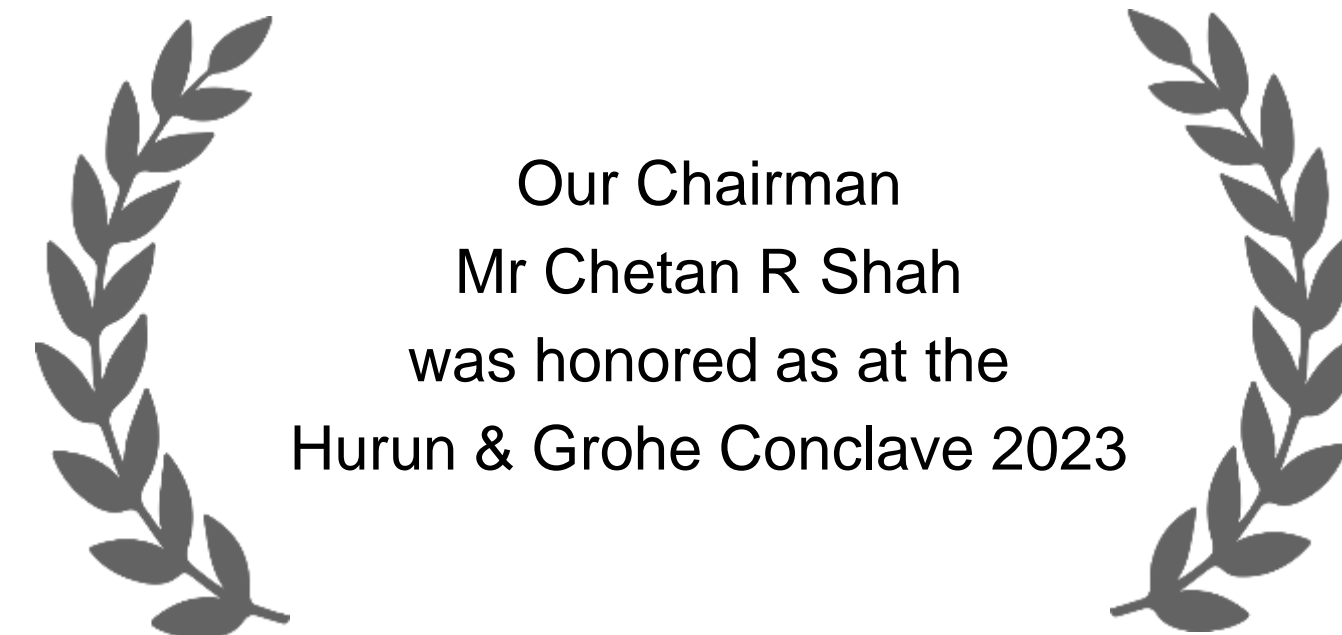 Our Chairman
Mr Chetan R Shah
was honored as at the
Hurun & Grohe Conclave 2023